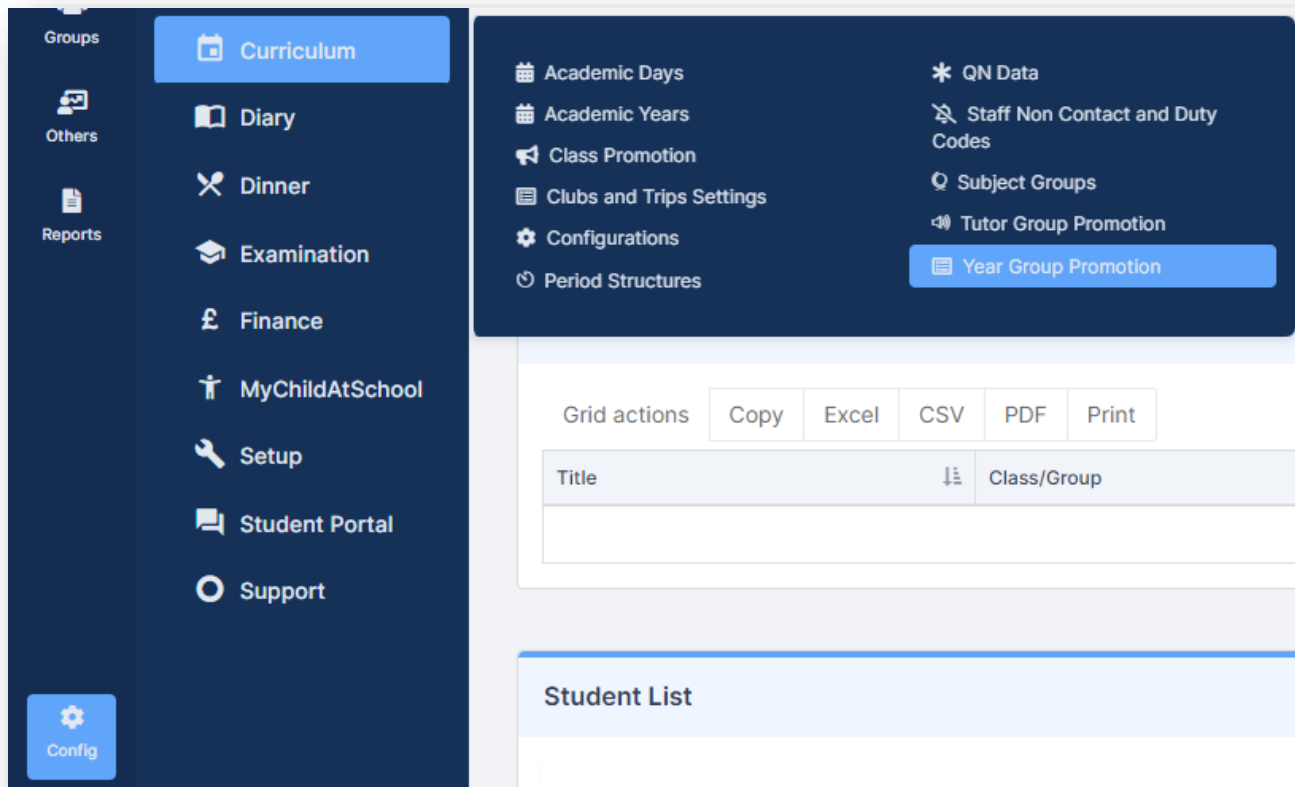 Groups
Others
Reports
Config
Curriculum
Diary
Dinner
Examination
£ Finance
MyChildAtSchool
Setup
Student Portal
Support
Academic Days
Academic Years
Class Promotion
Clubs and Trips Settings
Configurations
Period Structures
QN Data
Staff Non Contact and Duty
Codes
Subject Groups
Tutor Group Promotion
Year Group Promotion
Grid actions Copy Excel CSV PDF Print
Title Class/Group
Student List